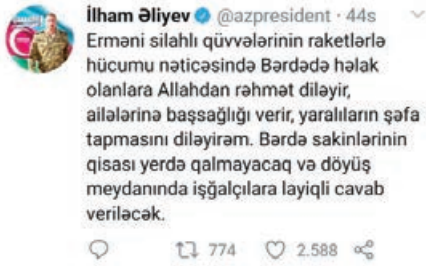 İlham Əliyev @azpresident · 44s
Erməni silahlı qüvvələrinin raketlərlə
hücumu nəticəsində Bərdədə həlak
olanlara Allahdan rəhmət diləyir,
ailələrinə başsağlığı verir, yaralıların şəfa
tapmasını diləyirəm. Bərdə sakinlərinin
qisası yerdə qalmayacaq və döyüş
meydanında işğalçılara layiqli cavab
veriləcək.
774 2.588